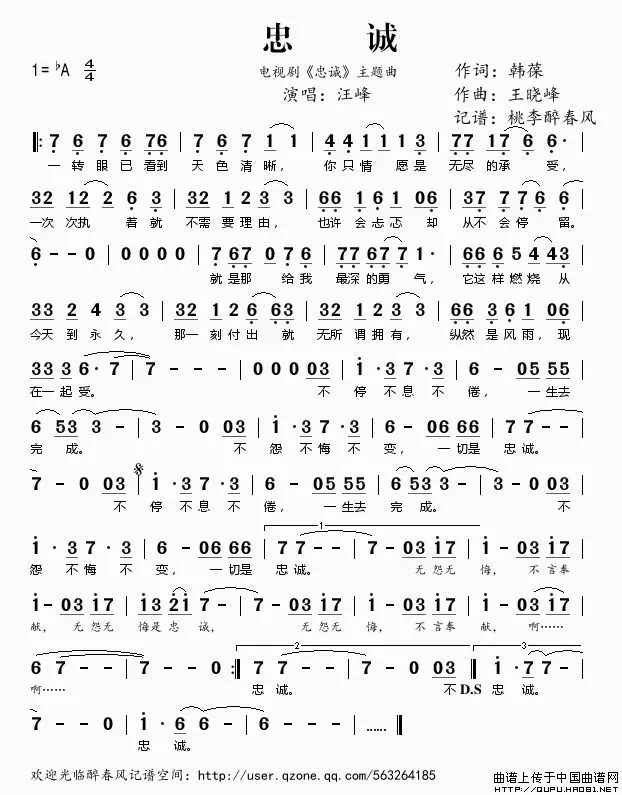 忠 诚
电视剧《忠诚》主题曲
1=♭A 4/4
作词：韩葆
演唱：汪峰
作曲：王晓峰
记谱：桃李醉春风
‖: 7 6 7 6 76 | 7 6 7 1 1 | 4 4 1 1 1 3 | 77 17 6 6· |
一 转 眼 已 看到 天 色 清 晰， 你 只 情 愿 是 无尽 的承 受，
32 12 2 6 3 | 32 1 2 3 3 | 66 1 6 1 06 | 37 77 6 6 |
一次 次执 着 就 不需 要 理 由， 也许 会 忐 忑 却 从不 会停 留。
6 - - 0 | 0 0 0 0 | 7 67 0 7 6 | 77 67 7 1· | 66 6 5 4 43 |
就 是那 给 我 最深 的勇 气， 它这 样 燃 烧 从
33 2 4 3 3 | 32 1 2 6 63 | 32 1 2 3 3 | 66 3 6 1 06 |
今天 到 永 久， 那一 刻 付 出 就 无所 谓 拥 有， 纵然 是 风 雨， 现
33 3 6·7 7 | 7 - - - | 0 0 0 03 | 1·3 7·3 | 6 - 05 55 |
在一 起 受。 不 停 不 息 不 倦， 一 生去
6 53 3 - | 3 - 0 03 | 1·3 7·3 | 6 - 06 66 | 7 7 - - |
完 成。 不 怨 不 悔 不 变， 一 切是 忠 诚。
7 - 0 03 | 1·3 7·3 | 6 - 05 55 | 6 53 3 - | 3 - 0 03 |
不 停 不 息 不 倦， 一 生去 完 成。 不
1·3 7·3 | 6 - 06 66 | 1 7 7 - - | 7 - 03 17 | 1 - 03 17 |
怨 不 悔 不 变， 一 切是 忠 诚。 无 怨无 悔， 不 言奉
1 - 03 17 | 13 21 7 - | 7 - 03 17 | 1 - 03 17 | 1 - 03 17 |
献， 无 怨无 悔是 忠 诚， 无 怨无 悔， 不 言奉 献， 啊……
6 7 - - | 7 - - 0 :‖ 2 7 7 - - | 7 - 0 03 ‖ 3 1·7 7 - |
啊…… 忠 诚。 不 D.S 忠 诚。
7 - - 0 | 1·6 6 - | 6 - - - | …… ‖
忠 诚。
欢迎光临醉春风记谱空间：http://user.qzone.qq.com/563264185
曲谱上传于中国曲谱网
http://QUPU.HAO81.NET